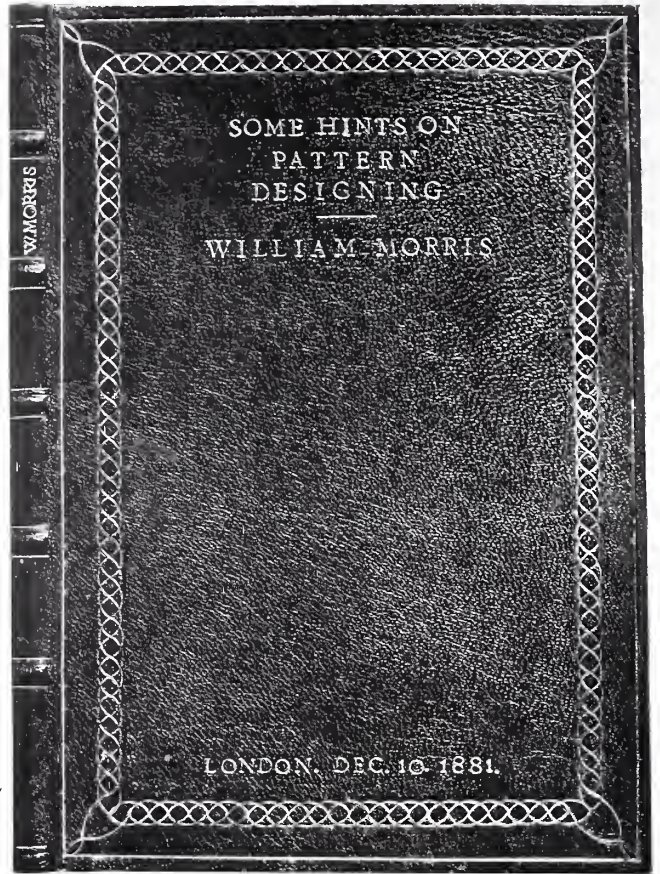 W.MORRIS
SOME HINTS ON
PATTERN
DESIGNING
WILLIAM MORRIS
LONDON. DEC. 10. 1881.